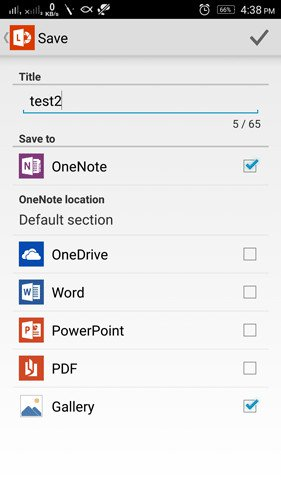 0
K/s
66%
4:38 PM
Save
Title
test2
5 / 65
Save to
OneNote
OneNote location
Default section
OneDrive
Word
PowerPoint
PDF
Gallery